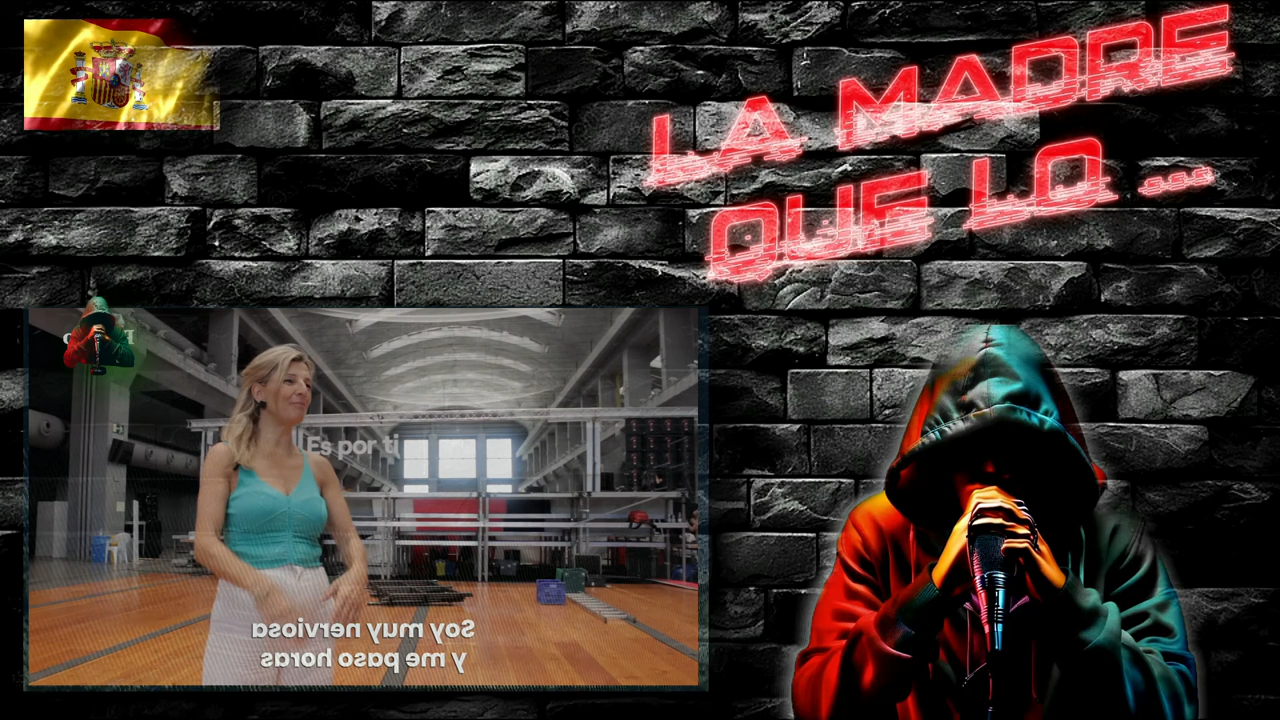 LA MADRE
QUE LO ...
Es por ti
Soy muy nerviosa
y me paso horas